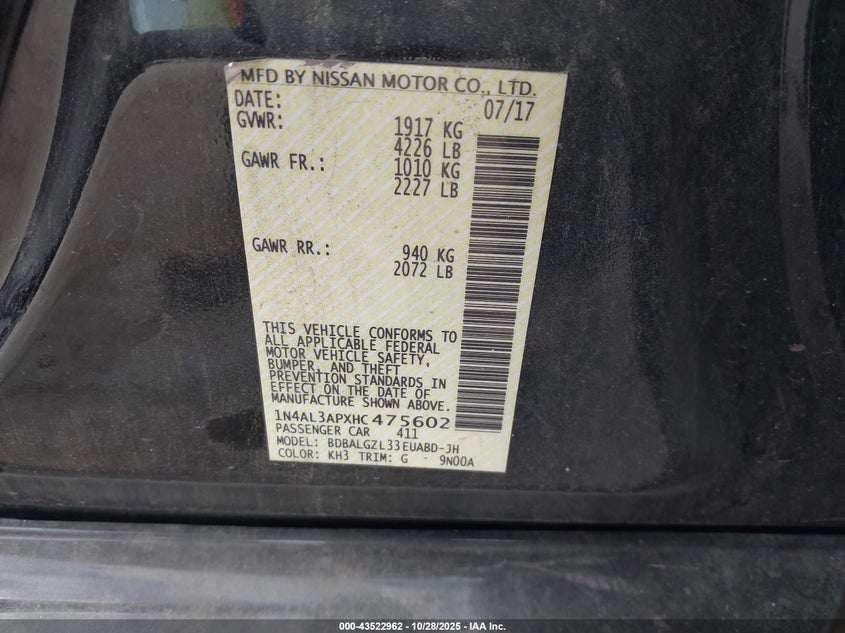 MFD BY NISSAN MOTOR CO., LTD.
DATE: 07/17
GVWR: 1917 KG
4226 LB
GAWR FR.: 1010 KG
2227 LB
GAWR RR.: 940 KG
2072 LB
THIS VEHICLE CONFORMS TO
ALL APPLICABLE FEDERAL
MOTOR VEHICLE SAFETY,
BUMPER, AND THEFT
PREVENTION STANDARDS IN
EFFECT ON THE DATE OF
MANUFACTURE SHOWN ABOVE.
1N4AL3APXHC475602
PASSENGER CAR 411
MODEL: BDBALGZL33EUABD-JH
COLOR: KH3 TRIM: G - 9N00A
000-43522962 - 10/28/2025 - IAA Inc.